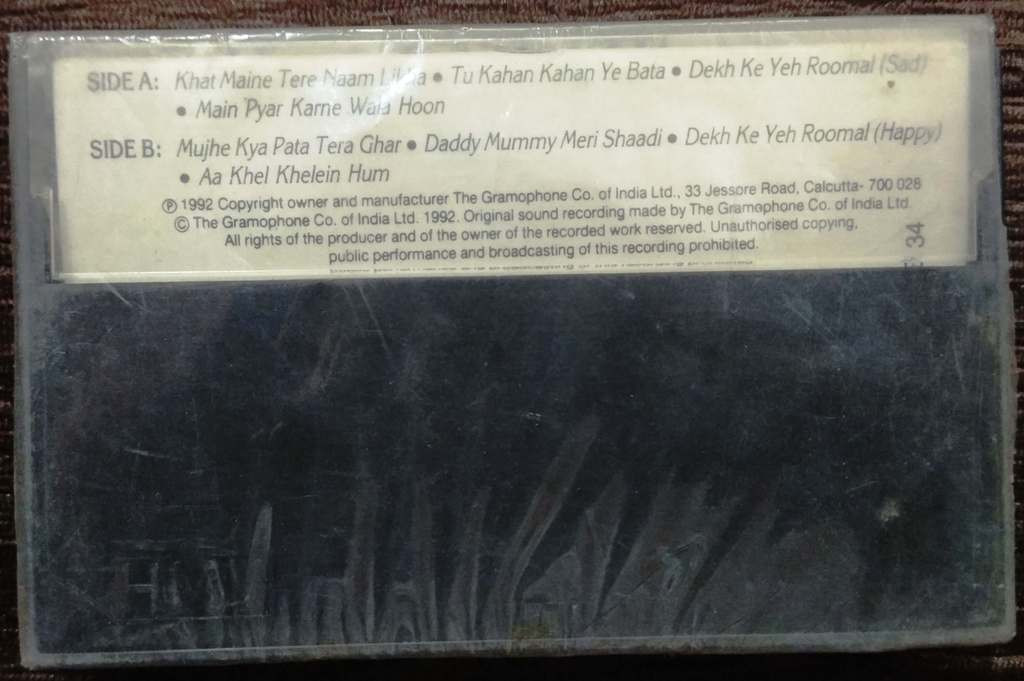 SIDE A: Khat Maine Tere Naam Likha • Tu Kahan Kahan Ye Bata • Dekh Ke Yeh Roomal (Sad)
• Main Pyar Karne Wala Hoon
SIDE B: Mujhe Kya Pata Tera Ghar • Daddy Mummy Meri Shaadi • Dekh Ke Yeh Roomal (Happy)
• Aa Khel Khelein Hum
℗ 1992 Copyright owner and manufacturer The Gramophone Co. of India Ltd., 33 Jessore Road, Calcutta- 700 028
© The Gramophone Co. of India Ltd. 1992. Original sound recording made by The Gramophone Co. of India Ltd.
All rights of the producer and of the owner of the recorded work reserved. Unauthorised copying,
public performance and broadcasting of this recording prohibited.
34